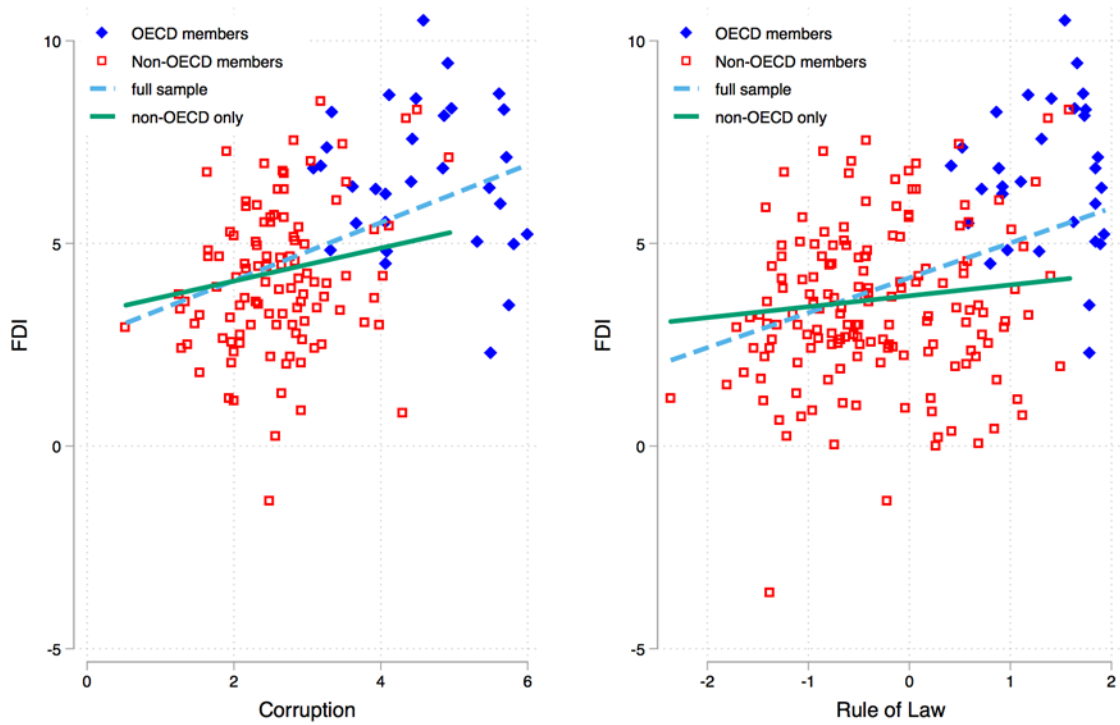 OECD members
Non-OECD members
full sample
non-OECD only
10
5
0
-5
FDI
0
2
4
6
Corruption
OECD members
Non-OECD members
full sample
non-OECD only
10
5
0
-5
FDI
-2
-1
0
1
2
Rule of Law